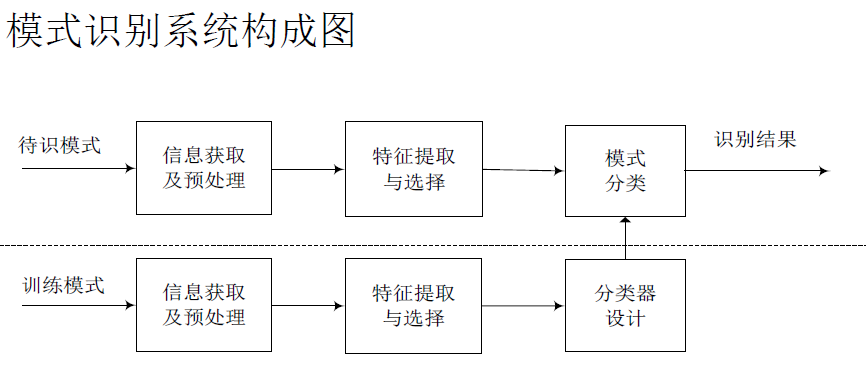 模式识别系统构成图
待识模式
信息获取
及预处理
特征提取
与选择
模式
分类
识别结果
训练模式
信息获取
及预处理
特征提取
与选择
分类器
设计